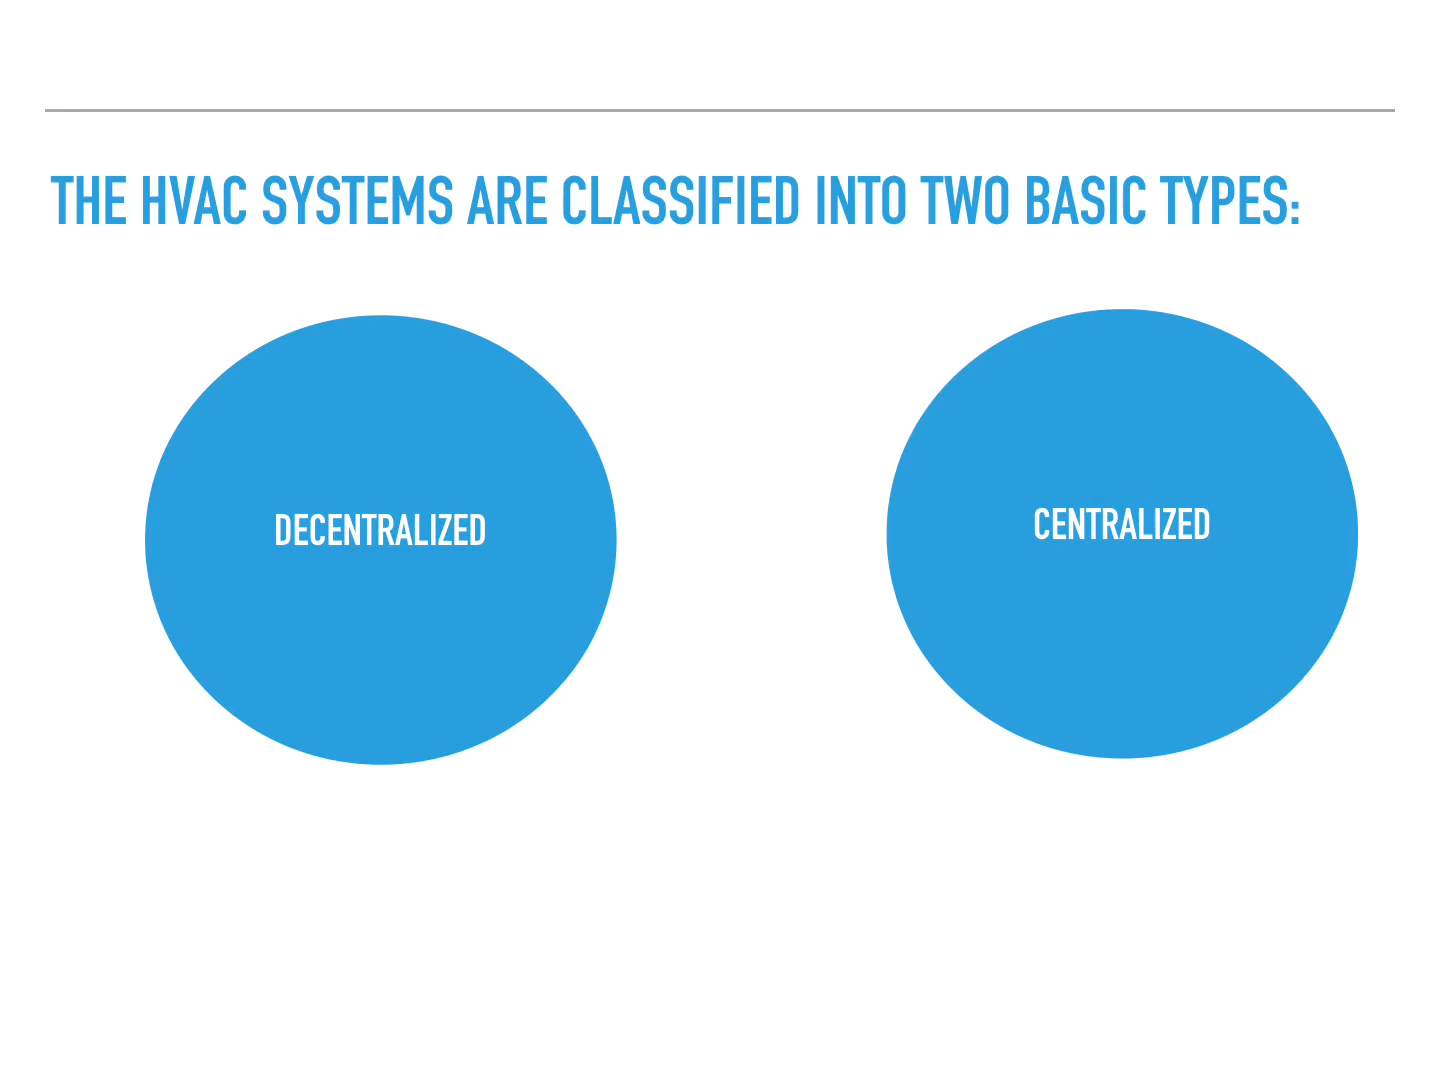 THE HVAC SYSTEMS ARE CLASSIFIED INTO TWO BASIC TYPES:
DECENTRALIZED
CENTRALIZED